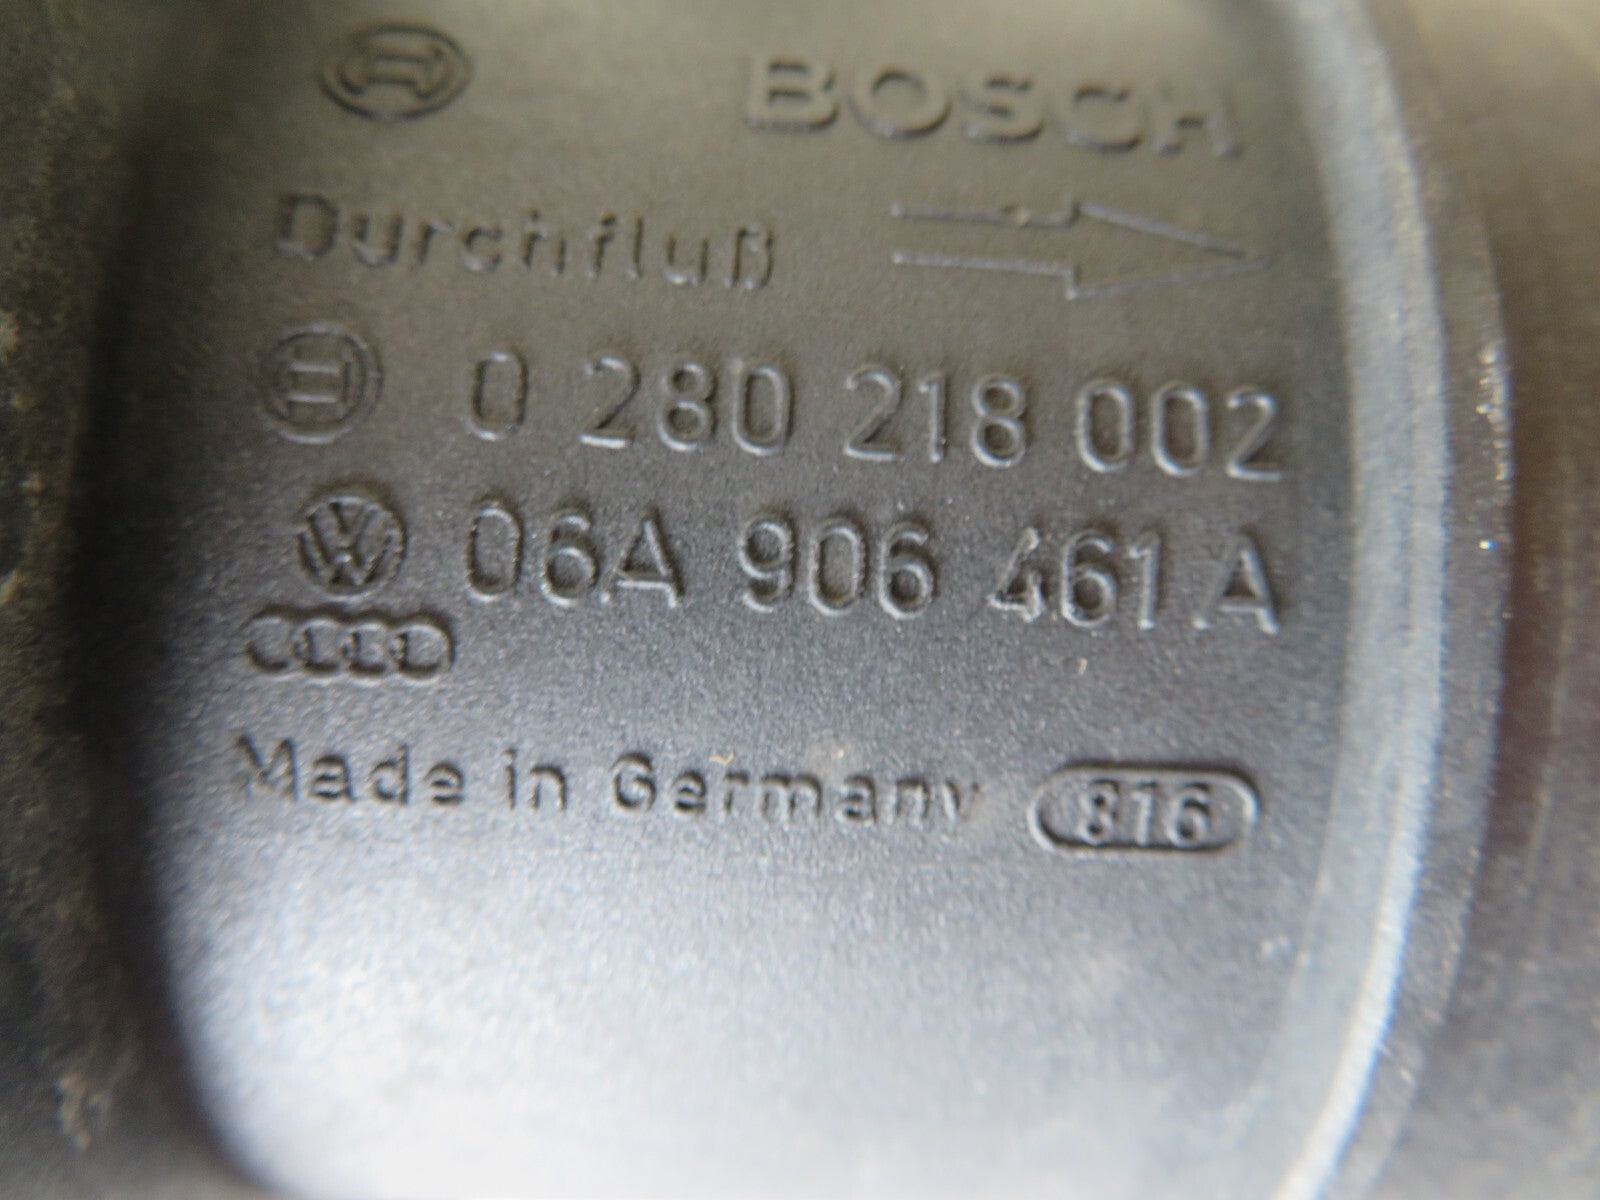 BOSCH
Durchfluß
0 280 218 002
06A 906 461 A
Made in Germany 816